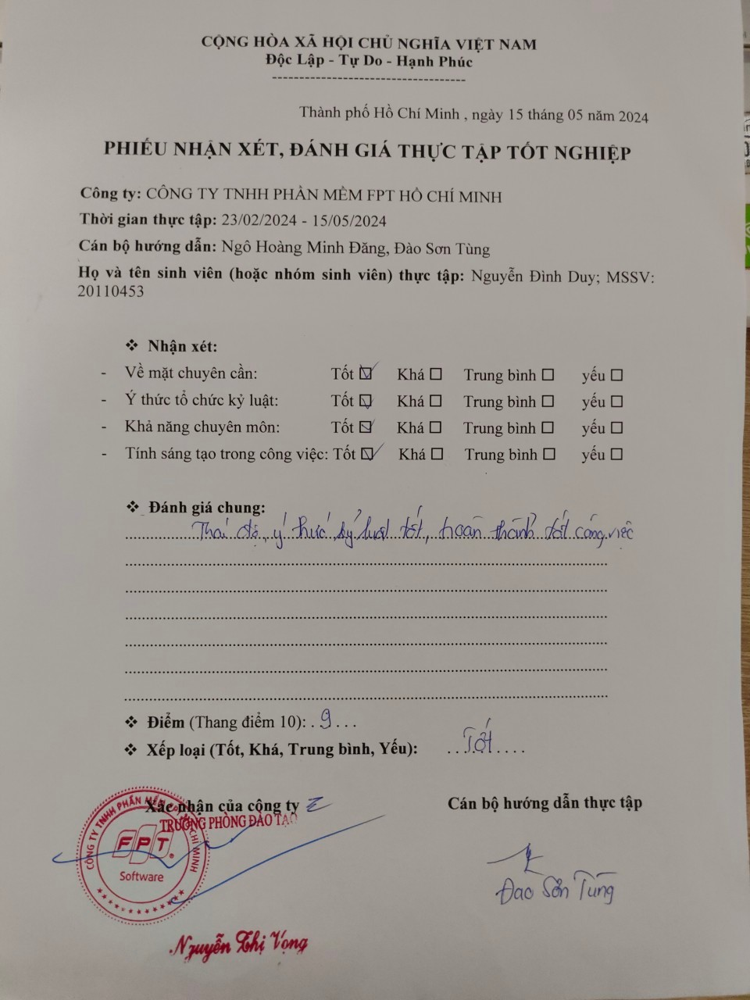 CỘNG HÒA XÃ HỘI CHỦ NGHĨA VIỆT NAM
Độc Lập - Tự Do - Hạnh Phúc
------------------------------------
Thành phố Hồ Chí Minh , ngày 15 tháng 05 năm 2024
PHIẾU NHẬN XÉT, ĐÁNH GIÁ THỰC TẬP TỐT NGHIỆP
Công ty: CÔNG TY TNHH PHẦN MỀM FPT HỒ CHÍ MINH
Thời gian thực tập: 23/02/2024 - 15/05/2024
Cán bộ hướng dẫn: Ngô Hoàng Minh Đăng, Đào Sơn Tùng
Họ và tên sinh viên (hoặc nhóm sinh viên) thực tập: Nguyễn Đình Duy; MSSV:
20110453
❖ Nhận xét:
- Về mặt chuyên cần: Tốt ☑ Khá ☐ Trung bình ☐ yếu ☐
- Ý thức tổ chức kỷ luật: Tốt ☑ Khá ☐ Trung bình ☐ yếu ☐
- Khả năng chuyên môn: Tốt ☑ Khá ☐ Trung bình ☐ yếu ☐
- Tính sáng tạo trong công việc: Tốt ☑ Khá ☐ Trung bình ☐ yếu ☐
❖ Đánh giá chung:
Thái độ, ý thức kỷ luật tốt, hoàn thành tốt công việc
❖ Điểm (Thang điểm 10): . 9 . . .
❖ Xếp loại (Tốt, Khá, Trung bình, Yếu): . . Tốt . . . .
Xác nhận của công ty
Cán bộ hướng dẫn thực tập
TRƯỞNG PHÒNG ĐÀO TẠO
CÔNG TY TNHH PHẦN MỀM FPT HỒ CHÍ MINH
FPT
Software
Đào Sơn Tùng
Nguyễn Thị Vọng